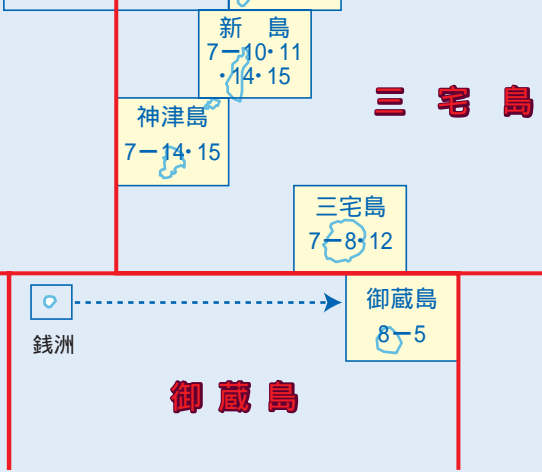 新 島
7ー10・11
・14・15
三 宅 島
神津島
7ー14・15
三宅島
7ー8・12
御蔵島
8ー5
銭洲
御 蔵 島